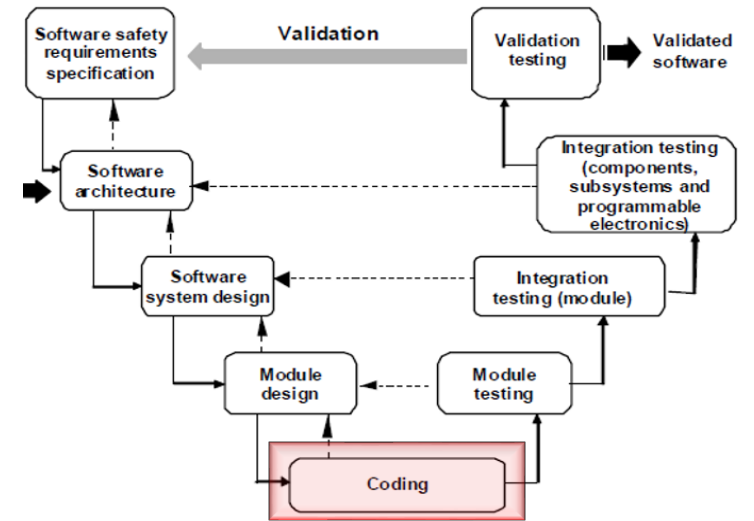 Software safety
requirements
specification
Validation
Validation
testing
Validated
software
Software
architecture
Integration testing
(components,
subsystems and
programmable
electronics)
Software
system design
Integration
testing (module)
Module
design
Module
testing
Coding